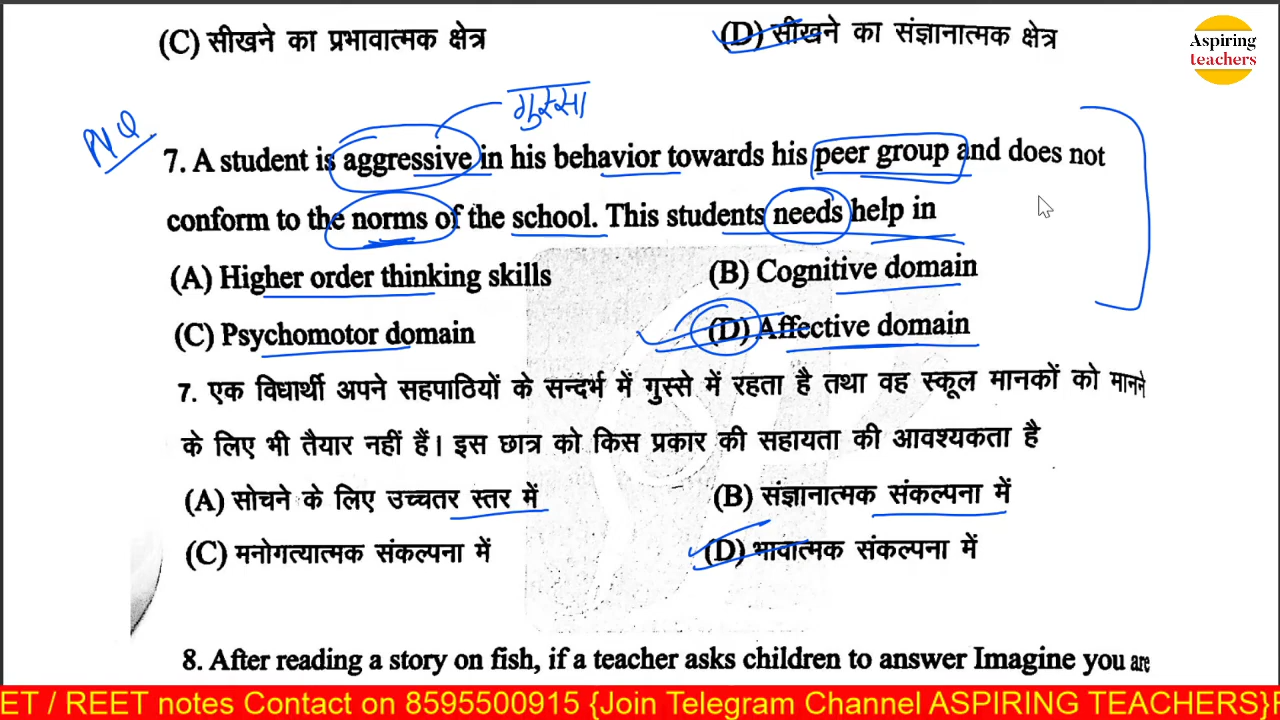 (C) सीखने का प्रभावात्मक क्षेत्र
(D) सीखने का संज्ञानात्मक क्षेत्र
Aspiring
teachers
गुस्सा
NQ
7. A student is aggressive in his behavior towards his peer group and does not
conform to the norms of the school. This students needs help in
(A) Higher order thinking skills
(B) Cognitive domain
(C) Psychomotor domain
(D) Affective domain
7. एक विधार्थी अपने सहपाठियों के सन्दर्भ में गुस्से में रहता है तथा वह स्कूल मानकों को मानने
के लिए भी तैयार नहीं हैं। इस छात्र को किस प्रकार की सहायता की आवश्यकता है
(A) सोचने के लिए उच्चतर स्तर में
(B) संज्ञानात्मक संकल्पना में
(C) मनोगत्यात्मक संकल्पना में
(D) भावात्मक संकल्पना में
8. After reading a story on fish, if a teacher asks children to answer Imagine you are
ET / REET notes Contact on 8595500915 {Join Telegram Channel ASPIRING TEACHERS}